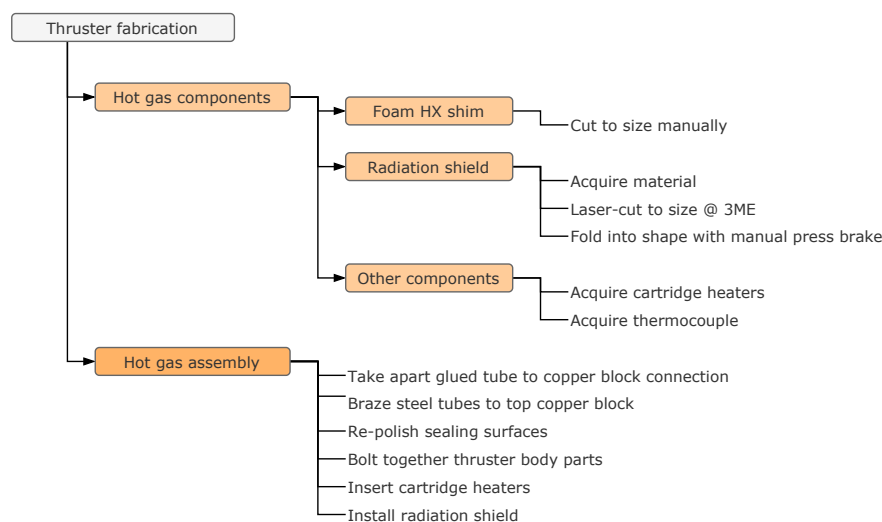 Thruster fabrication
Hot gas components
Foam HX shim
Cut to size manually
Radiation shield
Acquire material
Laser-cut to size @ 3ME
Fold into shape with manual press brake
Other components
Acquire cartridge heaters
Acquire thermocouple
Hot gas assembly
Take apart glued tube to copper block connection
Braze steel tubes to top copper block
Re-polish sealing surfaces
Bolt together thruster body parts
Insert cartridge heaters
Install radiation shield